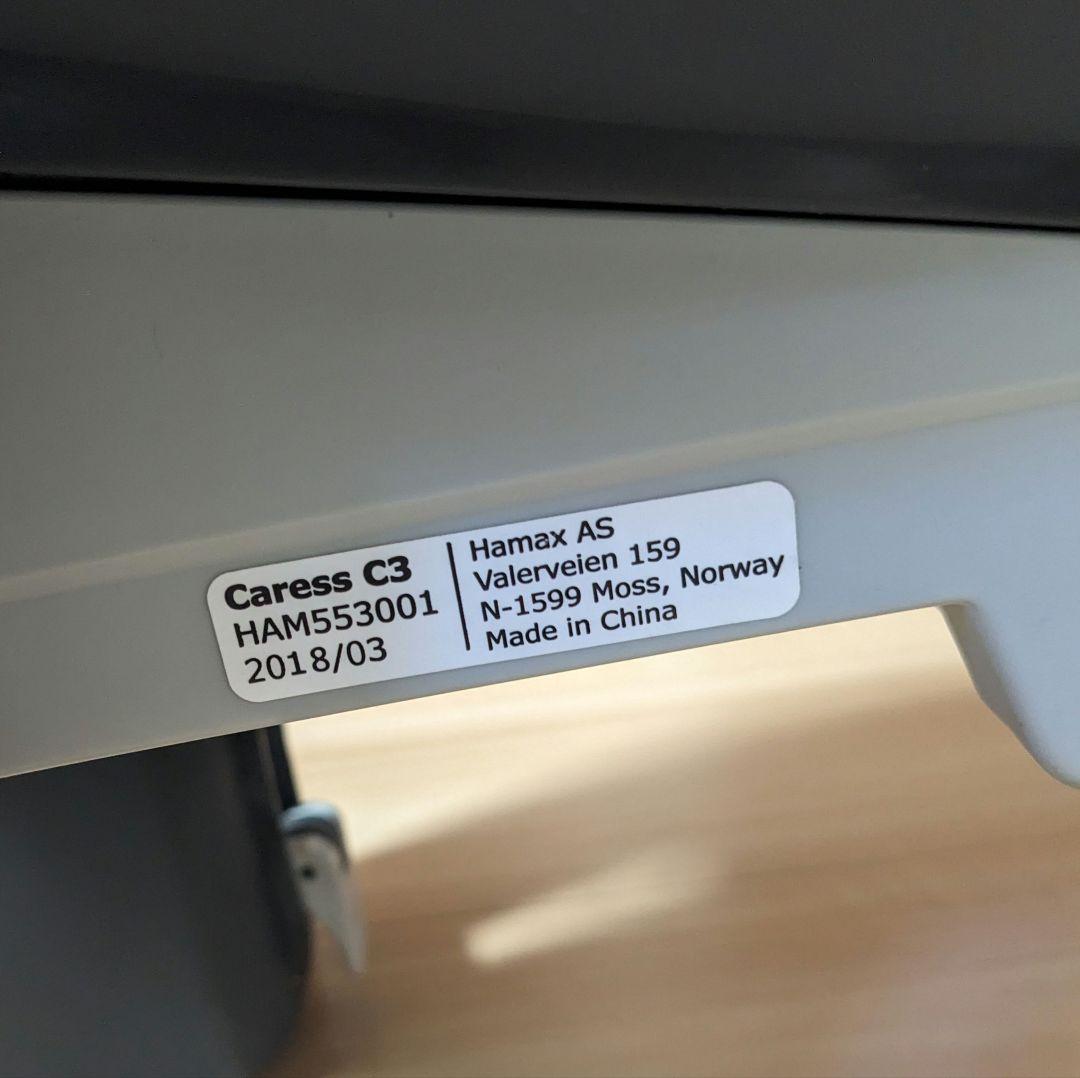 Caress C3
HAM553001
2018/03
Hamax AS
Valerveien 159
N-1599 Moss, Norway
Made in China